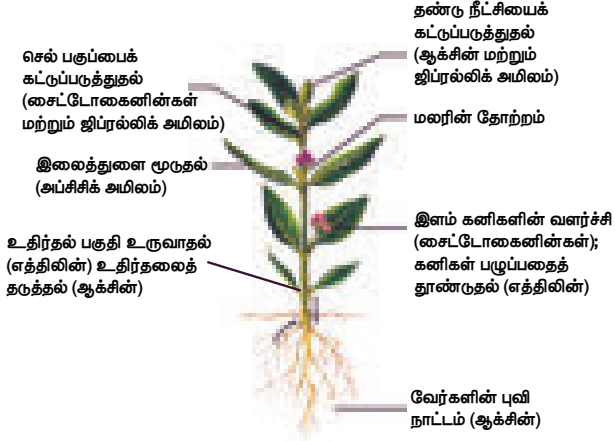 தண்டு நீட்சியைக்
கட்டுப்படுத்துதல்
(ஆக்சின் மற்றும்
ஜிப்ரல்லிக் அமிலம்)
செல் பகுப்பைக்
கட்டுப்படுத்துதல்
(சைட்டோகைனின்கள்
மற்றும் ஜிப்ரல்லிக் அமிலம்)
மலரின் தோற்றம்
இலைத்துளை மூடுதல்
(அப்சிசிக் அமிலம்)
இளம் கனிகளின் வளர்ச்சி
(சைட்டோகைனின்கள்);
கனிகள் பழுப்பதைத்
தூண்டுதல் (எத்திலின்)
உதிர்தல் பகுதி உருவாதல்
(எத்திலின்) உதிர்தலைத்
தடுத்தல் (ஆக்சின்)
வேர்களின் புவி
நாட்டம் (ஆக்சின்)